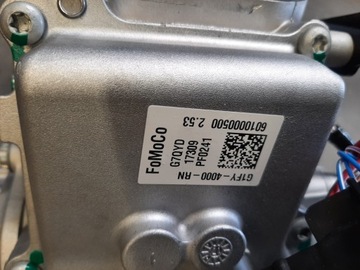 G1FY-4000-RN
FoMoCo
G70YD
17309
PF0241
6010000500 2.53